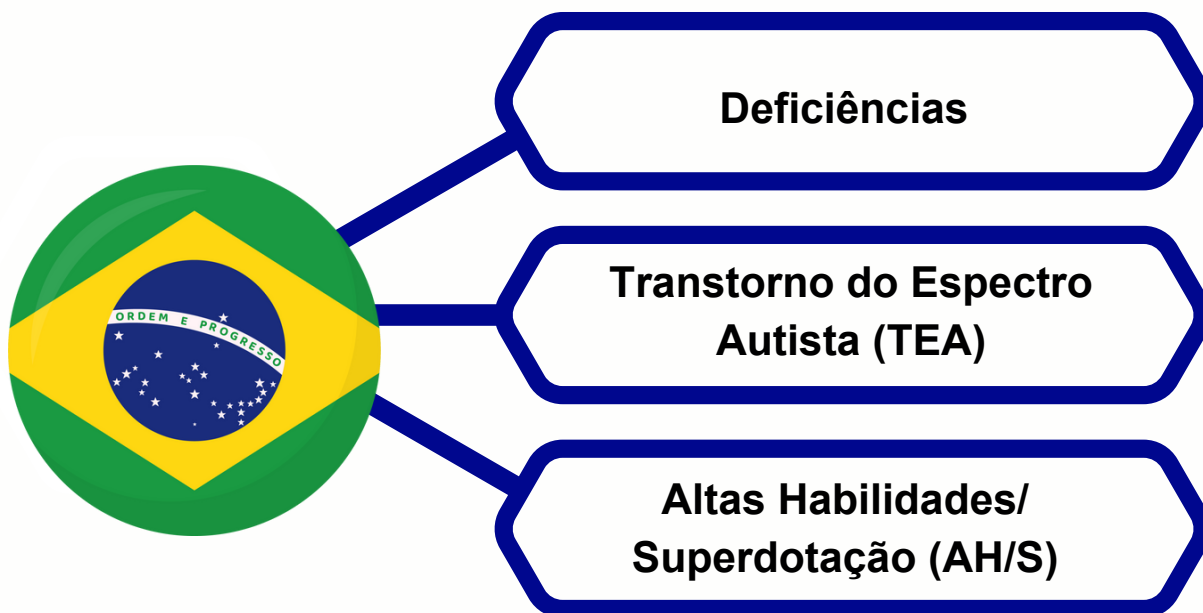 Deficiências
ORDEM E PROGRESSO
Transtorno do Espectro
Autista (TEA)
Altas Habilidades/
Superdotação (AH/S)